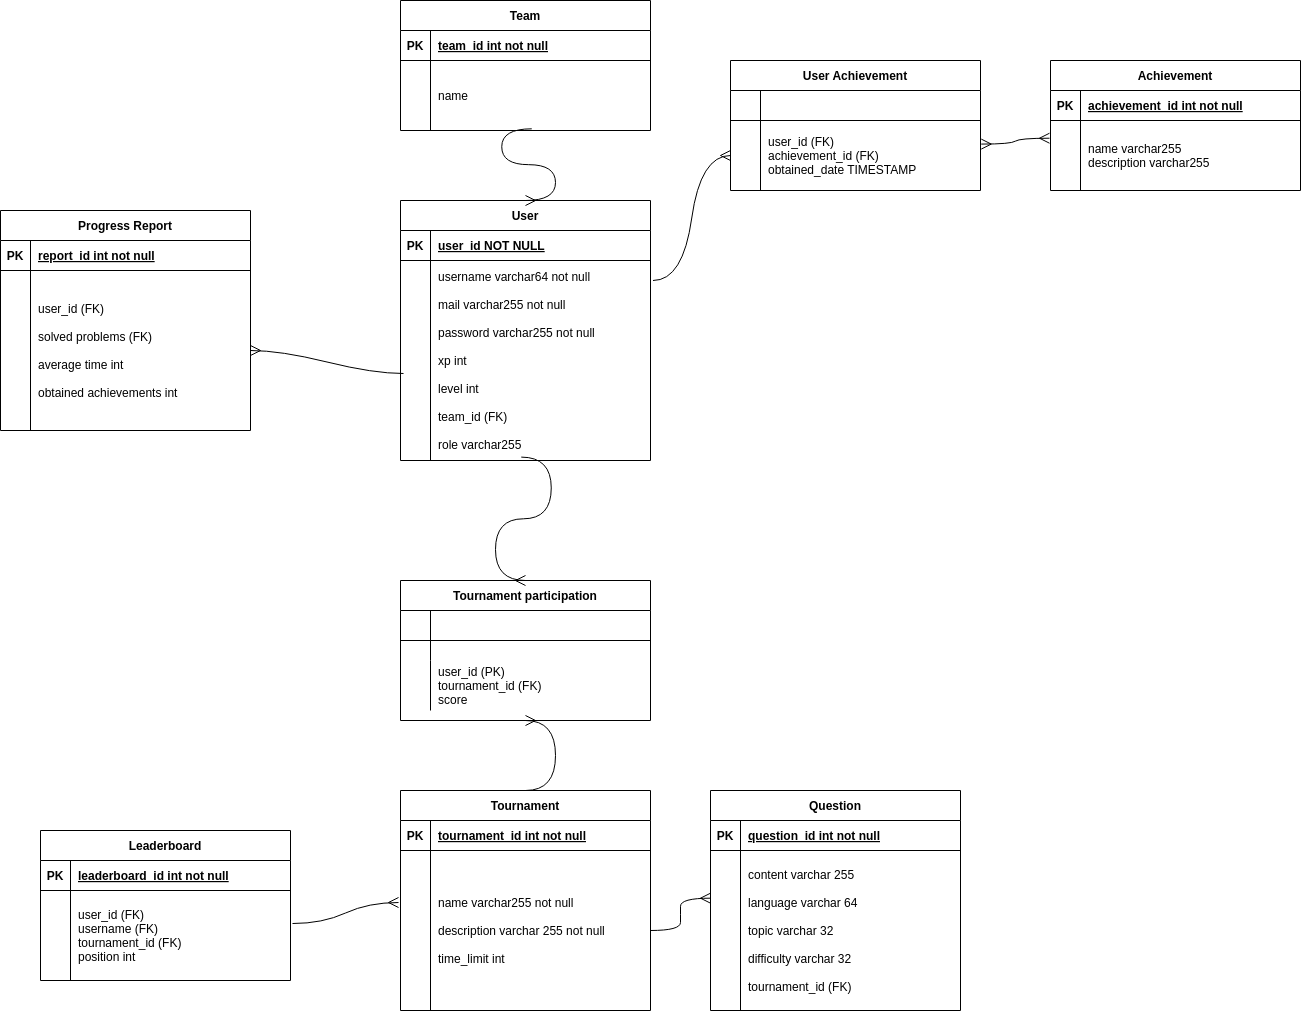 Team
PK team_id int not null
name
User Achievement
user_id (FK)
achievement_id (FK)
obtained_date TIMESTAMP
Achievement
PK achievement_id int not null
name varchar255
description varchar255
Progress Report
PK report_id int not null
user_id (FK)
solved problems (FK)
average time int
obtained achievements int
User
PK user_id NOT NULL
username varchar64 not null
mail varchar255 not null
password varchar255 not null
xp int
level int
team_id (FK)
role varchar255
Tournament participation
user_id (PK)
tournament_id (FK)
score
Leaderboard
PK leaderboard_id int not null
user_id (FK)
username (FK)
tournament_id (FK)
position int
Tournament
PK tournament_id int not null
name varchar255 not null
description varchar 255 not null
time_limit int
Question
PK question_id int not null
content varchar 255
language varchar 64
topic varchar 32
difficulty varchar 32
tournament_id (FK)